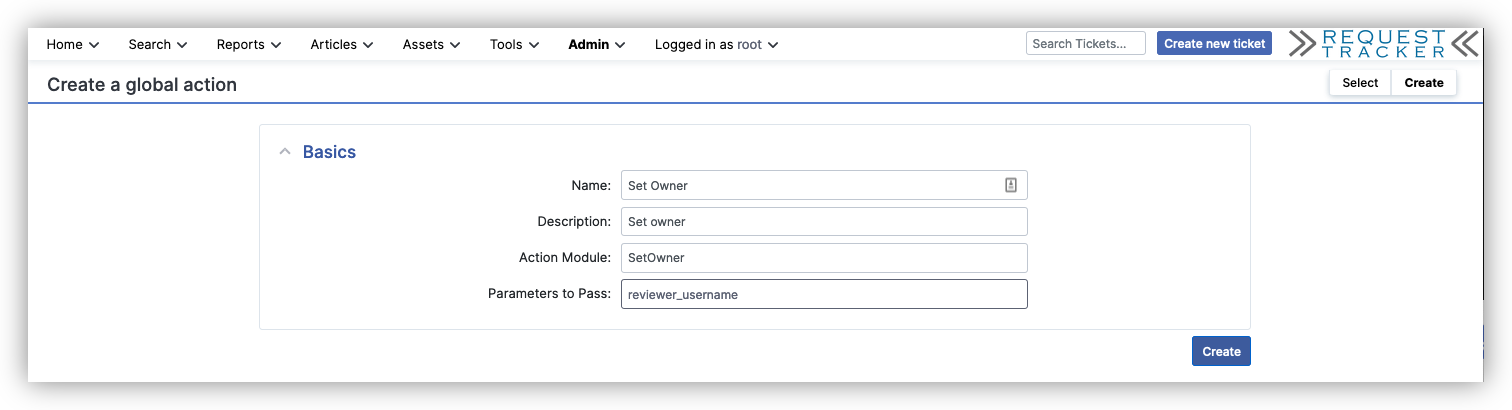 Home Search Reports Articles Assets Tools Admin Logged in as root Search Tickets... Create new ticket REQUEST TRACKER
Create a global action Select Create
Basics
Name: Set Owner
Description: Set owner
Action Module: SetOwner
Parameters to Pass: reviewer_username
Create